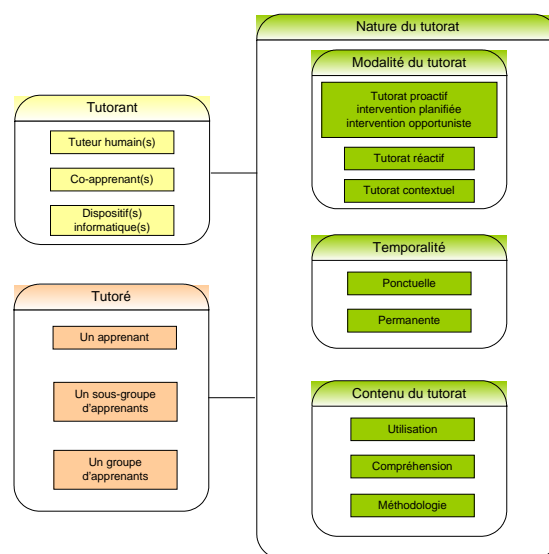 Tutorant
Tuteur humain(s)
Co-apprenant(s)
Dispositif(s)
informatique(s)
Tutoré
Un apprenant
Un sous-groupe
d'apprenants
Un groupe
d'apprenants
Nature du tutorat
Modalité du tutorat
Tutorat proactif
intervention planifiée
intervention opportuniste
Tutorat réactif
Tutorat contextuel
Temporalité
Ponctuelle
Permanente
Contenu du tutorat
Utilisation
Compréhension
Méthodologie